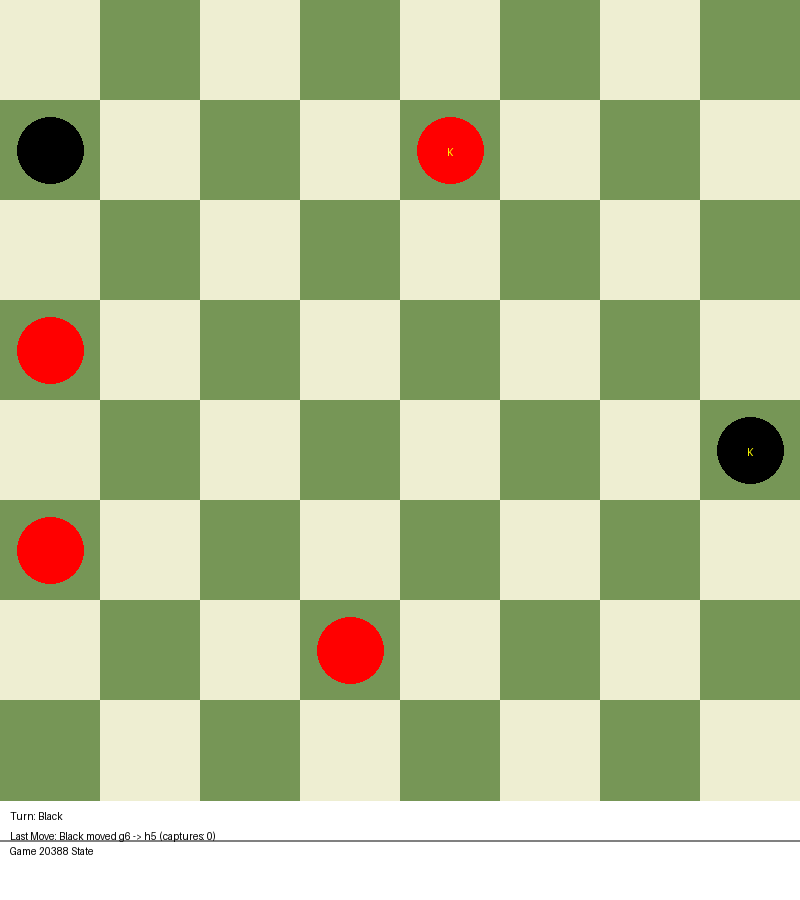 K
K
Turn: Black
Last Move: Black moved g6 -> h5 (captures: 0)
Game 20388 State